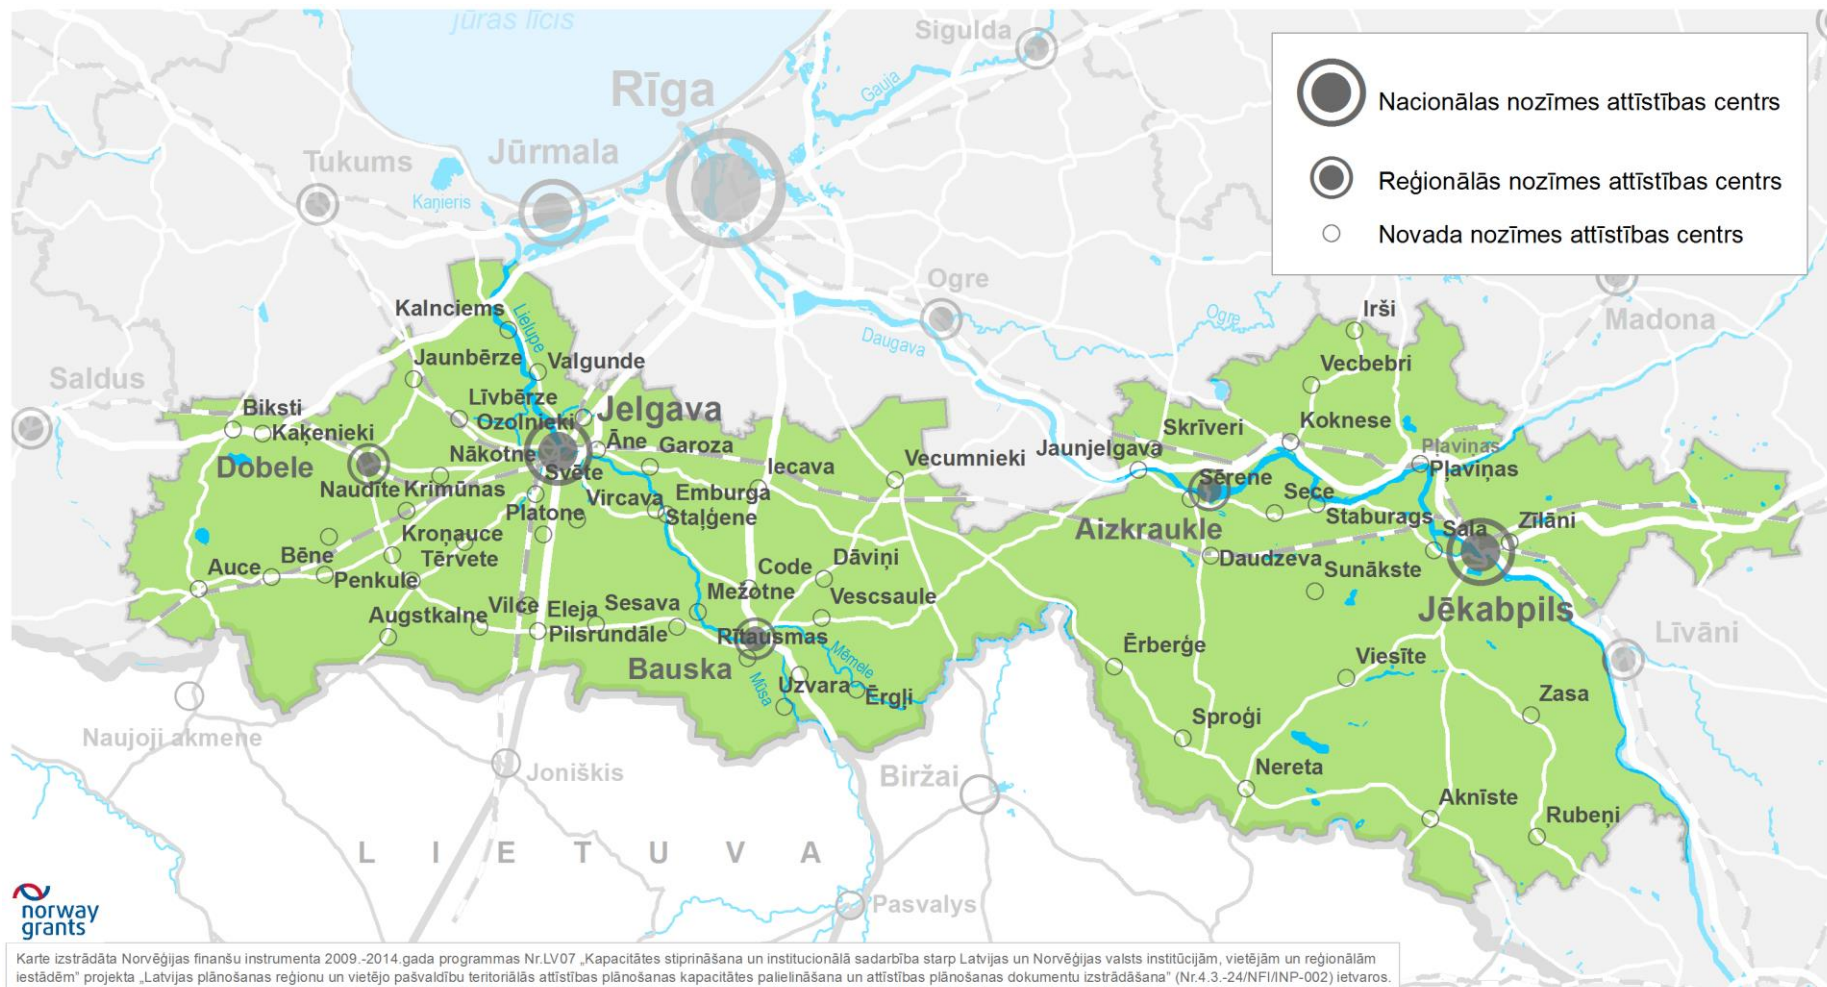 jūras līcis
Sigulda
Rīga
Gauja
Nacionālas nozīmes attīstības centrs
Tukums
Jūrmala
Reģionālās nozīmes attīstības centrs
Kaņieris
Novada nozīmes attīstības centrs
Ogre
Kalnciems
Lielupe
Daugava
Ogre
Irši
Madona
Saldus
Jaunbērze
Valgunde
Vecbebri
Biksti
Līvbērze
Jelgava
Kaķenieki
Ozolnieki
Skrīveri
Koknese
Dobele
Nākotne
Āne
Garoza
Iecava
Vecumnieki
Jaunjelgava
Pļaviņas
Pļaviņas
Naudīte
Krimūnas
Svēte
Sērene
Vircava
Emburga
Sece
Platone
Staļģene
Staburags
Aizkraukle
Kroņauce
Sala
Zīlāni
Auce
Bēne
Tērvete
Code
Dāviņi
Daudzeva
Penkule
Mežotne
Sunākste
Augstkalne
Vilce
Eleja
Sesava
Vescsaule
Jēkabpils
Pilsrundāle
Rītausmas
Līvāni
Bauska
Mēmele
Ērberģe
Viesīte
Mūsa
Uzvara
Ērgļi
Zasa
Sproģi
Naujoji akmene
Joniškis
Biržai
Nereta
Aknīste
Rubeņi
L I E T U V A
Pasvalys
norway
grants
Karte izstrādāta Norvēģijas finanšu instrumenta 2009.-2014.gada programmas Nr.LV07 „Kapacitātes stiprināšana un institucionālā sadarbība starp Latvijas un Norvēģijas valsts institūcijām, vietējām un reģionālām
iestādēm” projekta „Latvijas plānošanas reģionu un vietējo pašvaldību teritoriālās attīstības plānošanas kapacitātes palielināšana un attīstības plānošanas dokumentu izstrādāšana” (Nr.4.3.-24/NFI/INP-002) ietvaros.